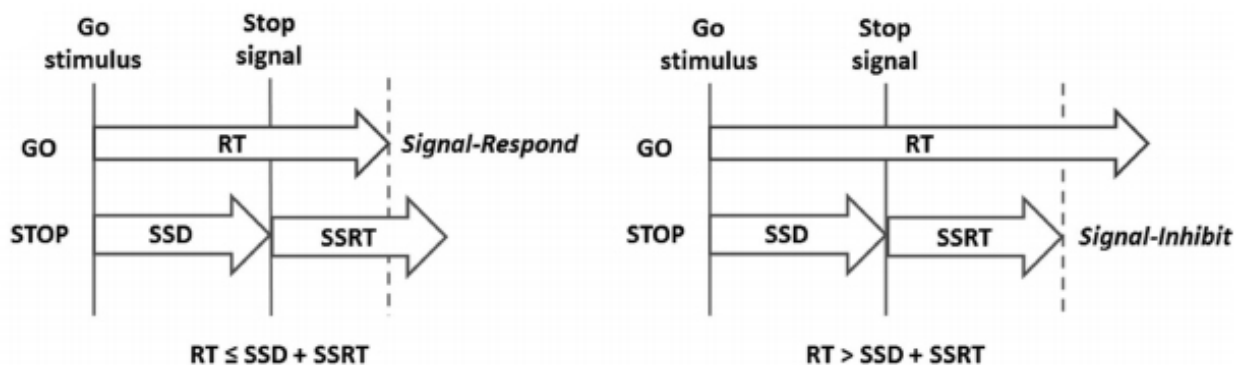 Go
stimulus
Stop
signal
GO
RT
Signal-Respond
STOP
SSD
SSRT
RT ≤ SSD + SSRT
Go
stimulus
Stop
signal
GO
RT
STOP
SSD
SSRT
Signal-Inhibit
RT > SSD + SSRT